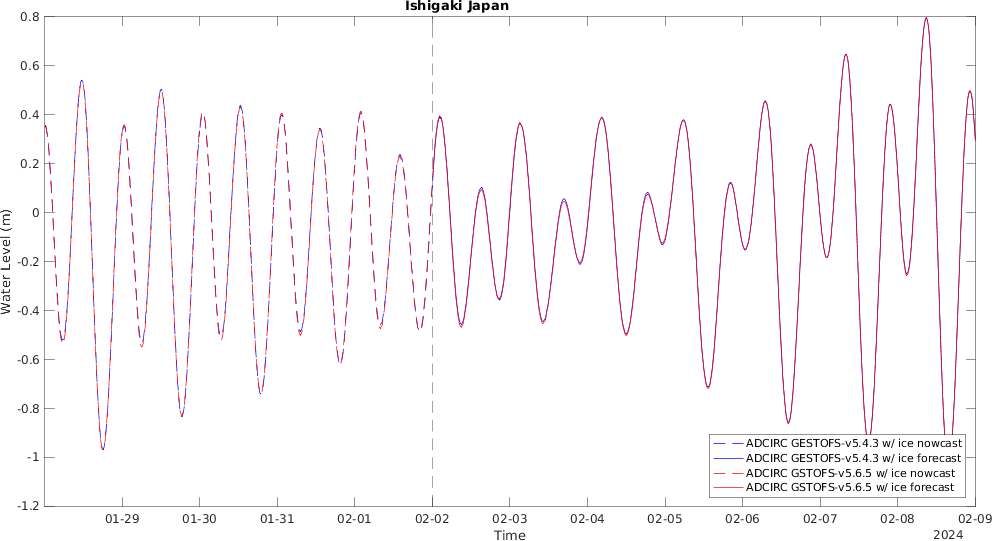 Ishigaki Japan
Water Level (m)
0.8
0.6
0.4
0.2
0
-0.2
-0.4
-0.6
-0.8
-1
-1.2
ADCIRC GESTOFS-v5.4.3 w/ ice nowcast
ADCIRC GESTOFS-v5.4.3 w/ ice forecast
ADCIRC GSTOFS-v5.6.5 w/ ice nowcast
ADCIRC GSTOFS-v5.6.5 w/ ice forecast
01-29 01-30 01-31 02-01 02-02 02-03 02-04 02-05 02-06 02-07 02-08 02-09
Time
2024